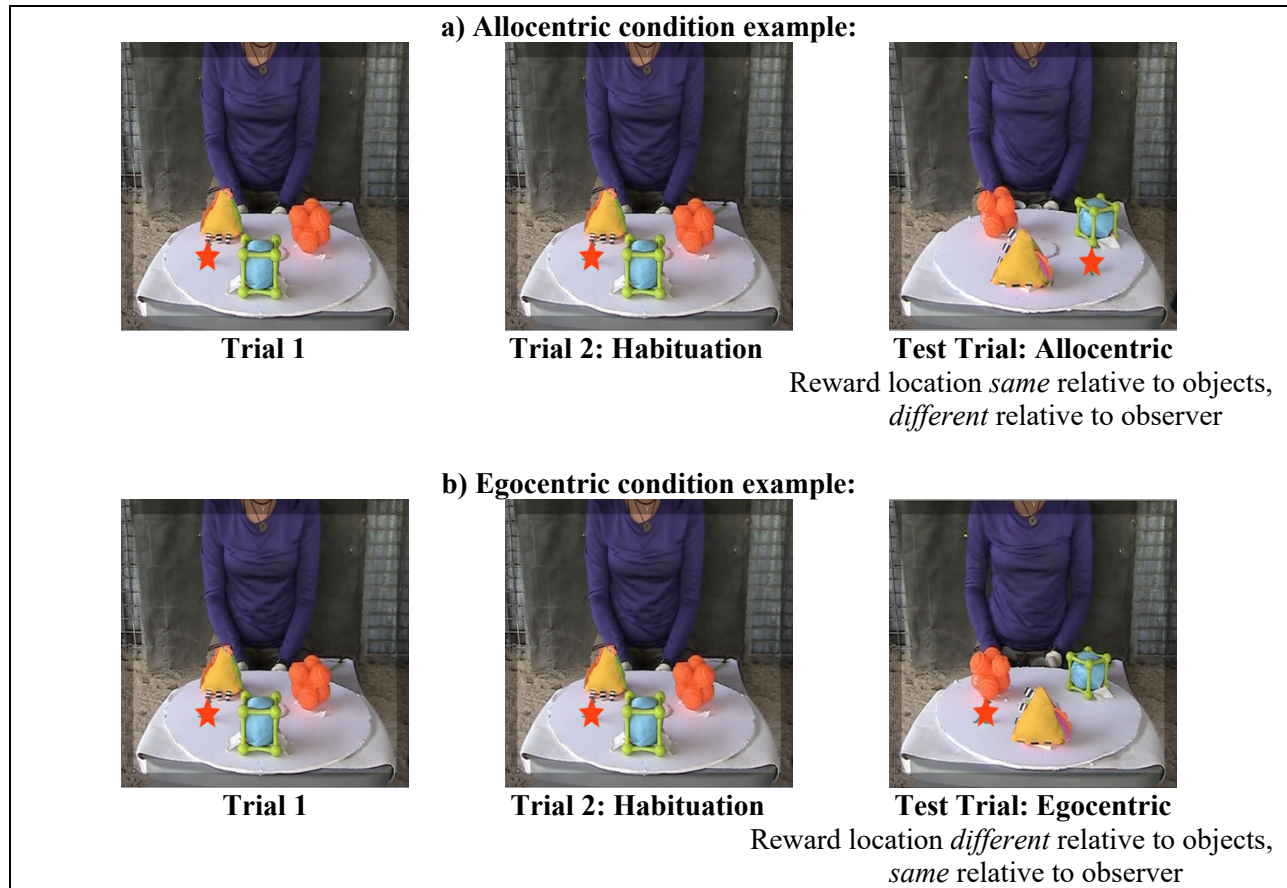 a) Allocentric condition example:
Trial 1
Trial 2: Habituation
Test Trial: Allocentric
Reward location same relative to objects,
different relative to observer
b) Egocentric condition example:
Trial 1
Trial 2: Habituation
Test Trial: Egocentric
Reward location different relative to objects,
same relative to observer